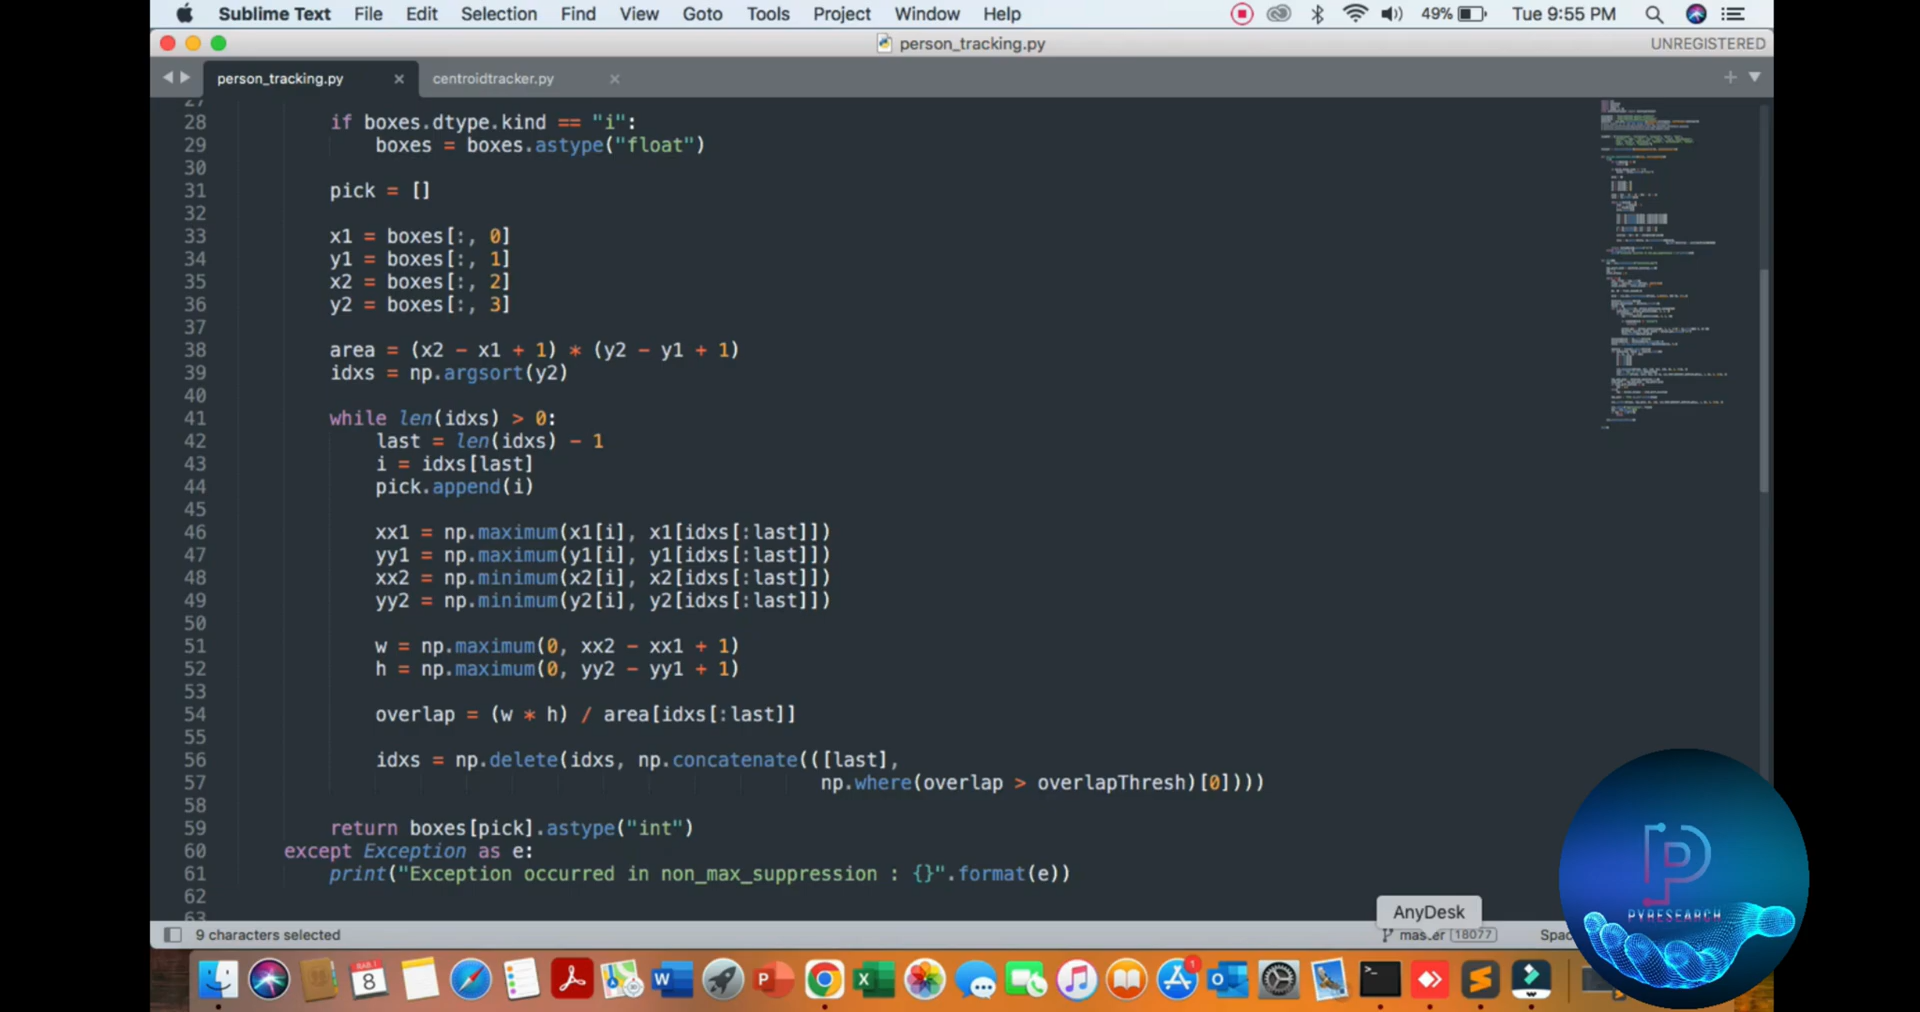 Sublime Text File Edit Selection Find View Goto Tools Project Window Help 49% Tue 9:55 PM
person_tracking.py UNREGISTERED
person_tracking.py × centroidtracker.py ×
27
28 if boxes.dtype.kind == "i":
29 boxes = boxes.astype("float")
30
31 pick = []
32
33 x1 = boxes[:, 0]
34 y1 = boxes[:, 1]
35 x2 = boxes[:, 2]
36 y2 = boxes[:, 3]
37
38 area = (x2 - x1 + 1) * (y2 - y1 + 1)
39 idxs = np.argsort(y2)
40
41 while len(idxs) > 0:
42 last = len(idxs) - 1
43 i = idxs[last]
44 pick.append(i)
45
46 xx1 = np.maximum(x1[i], x1[idxs[:last]])
47 yy1 = np.maximum(y1[i], y1[idxs[:last]])
48 xx2 = np.minimum(x2[i], x2[idxs[:last]])
49 yy2 = np.minimum(y2[i], y2[idxs[:last]])
50
51 w = np.maximum(0, xx2 - xx1 + 1)
52 h = np.maximum(0, yy2 - yy1 + 1)
53
54 overlap = (w * h) / area[idxs[:last]]
55
56 idxs = np.delete(idxs, np.concatenate(([last],
57 np.where(overlap > overlapThresh)[0])))
58
59 return boxes[pick].astype("int")
60 except Exception as e:
61 print("Exception occurred in non_max_suppression : {}".format(e))
62
63
AnyDesk
9 characters selected master 18077
PYRESEARCH
8